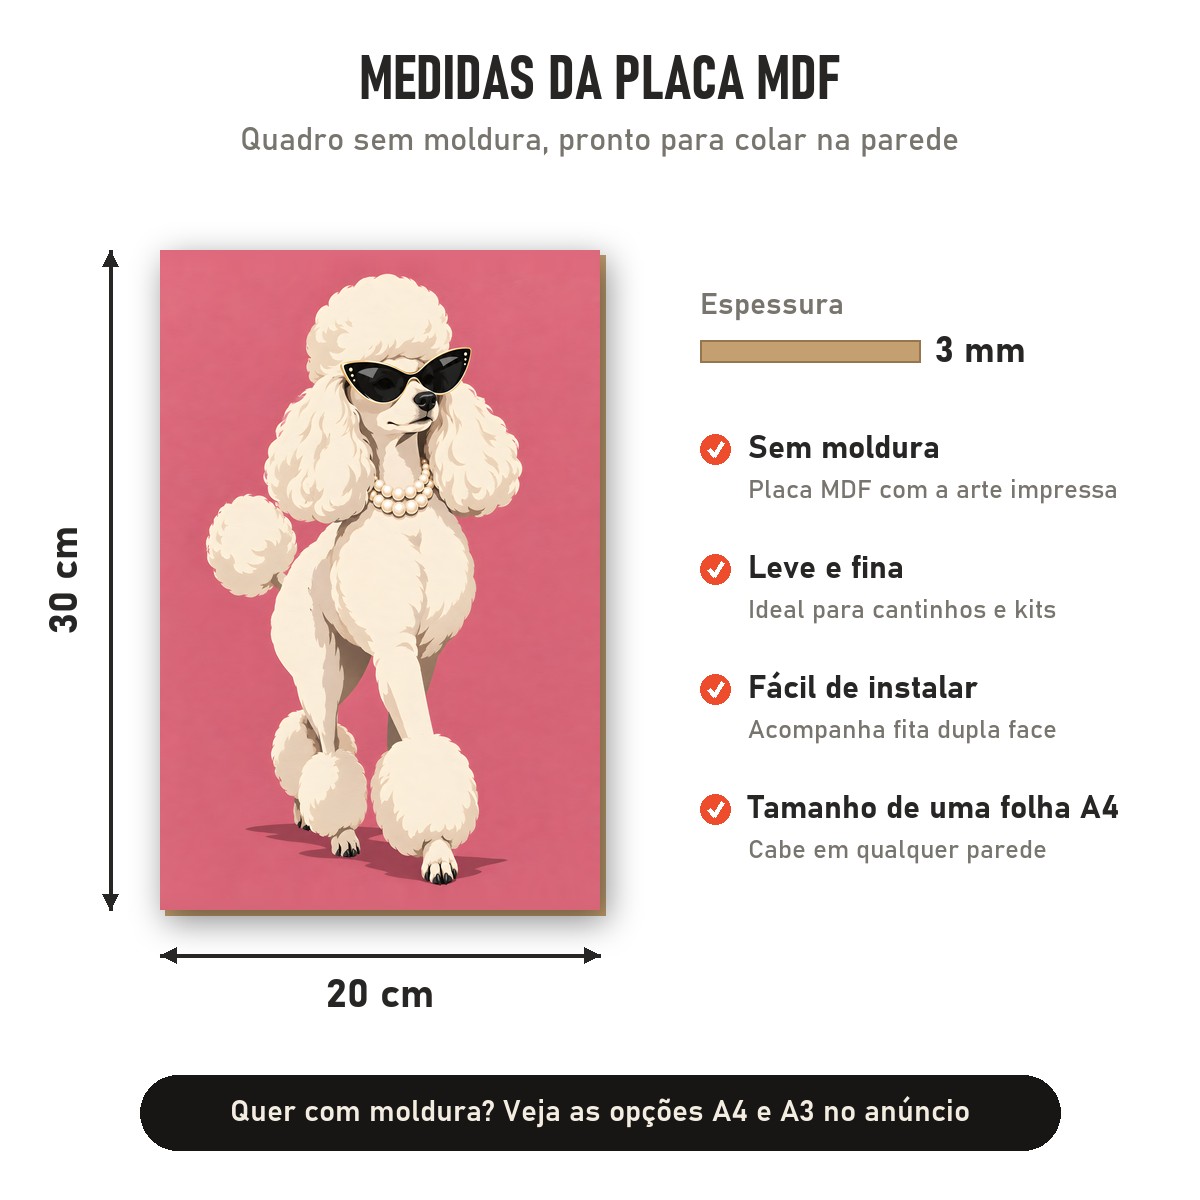 MEDIDAS DA PLACA MDF
Quadro sem moldura, pronto para colar na parede
Espessura
3 mm
Sem moldura
Placa MDF com a arte impressa
Leve e fina
Ideal para cantinhos e kits
Fácil de instalar
Acompanha fita dupla face
Tamanho de uma folha A4
Cabe em qualquer parede
30 cm
20 cm
Quer com moldura? Veja as opções A4 e A3 no anúncio